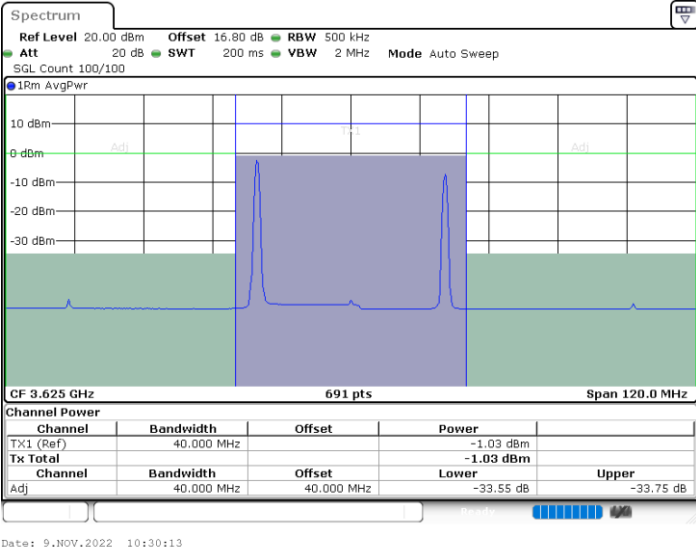 Spectrum
Ref Level 20.00 dBm Offset 16.80 dB RBW 500 kHz
Att 20 dB SWT 200 ms VBW 2 MHz Mode Auto Sweep
SGL Count 100/100
1Rm AvgPwr
10 dBm
TX1
Adj Adj
0 dBm
-10 dBm
-20 dBm
-30 dBm
CF 3.625 GHz 691 pts Span 120.0 MHz
Channel Power
Channel Bandwidth Offset Power
TX1 (Ref) 40.000 MHz -1.03 dBm
Tx Total -1.03 dBm
Channel Bandwidth Offset Lower Upper
Adj 40.000 MHz 40.000 MHz -33.55 dB -33.75 dB
Ready
Date: 9.NOV.2022 10:30:13